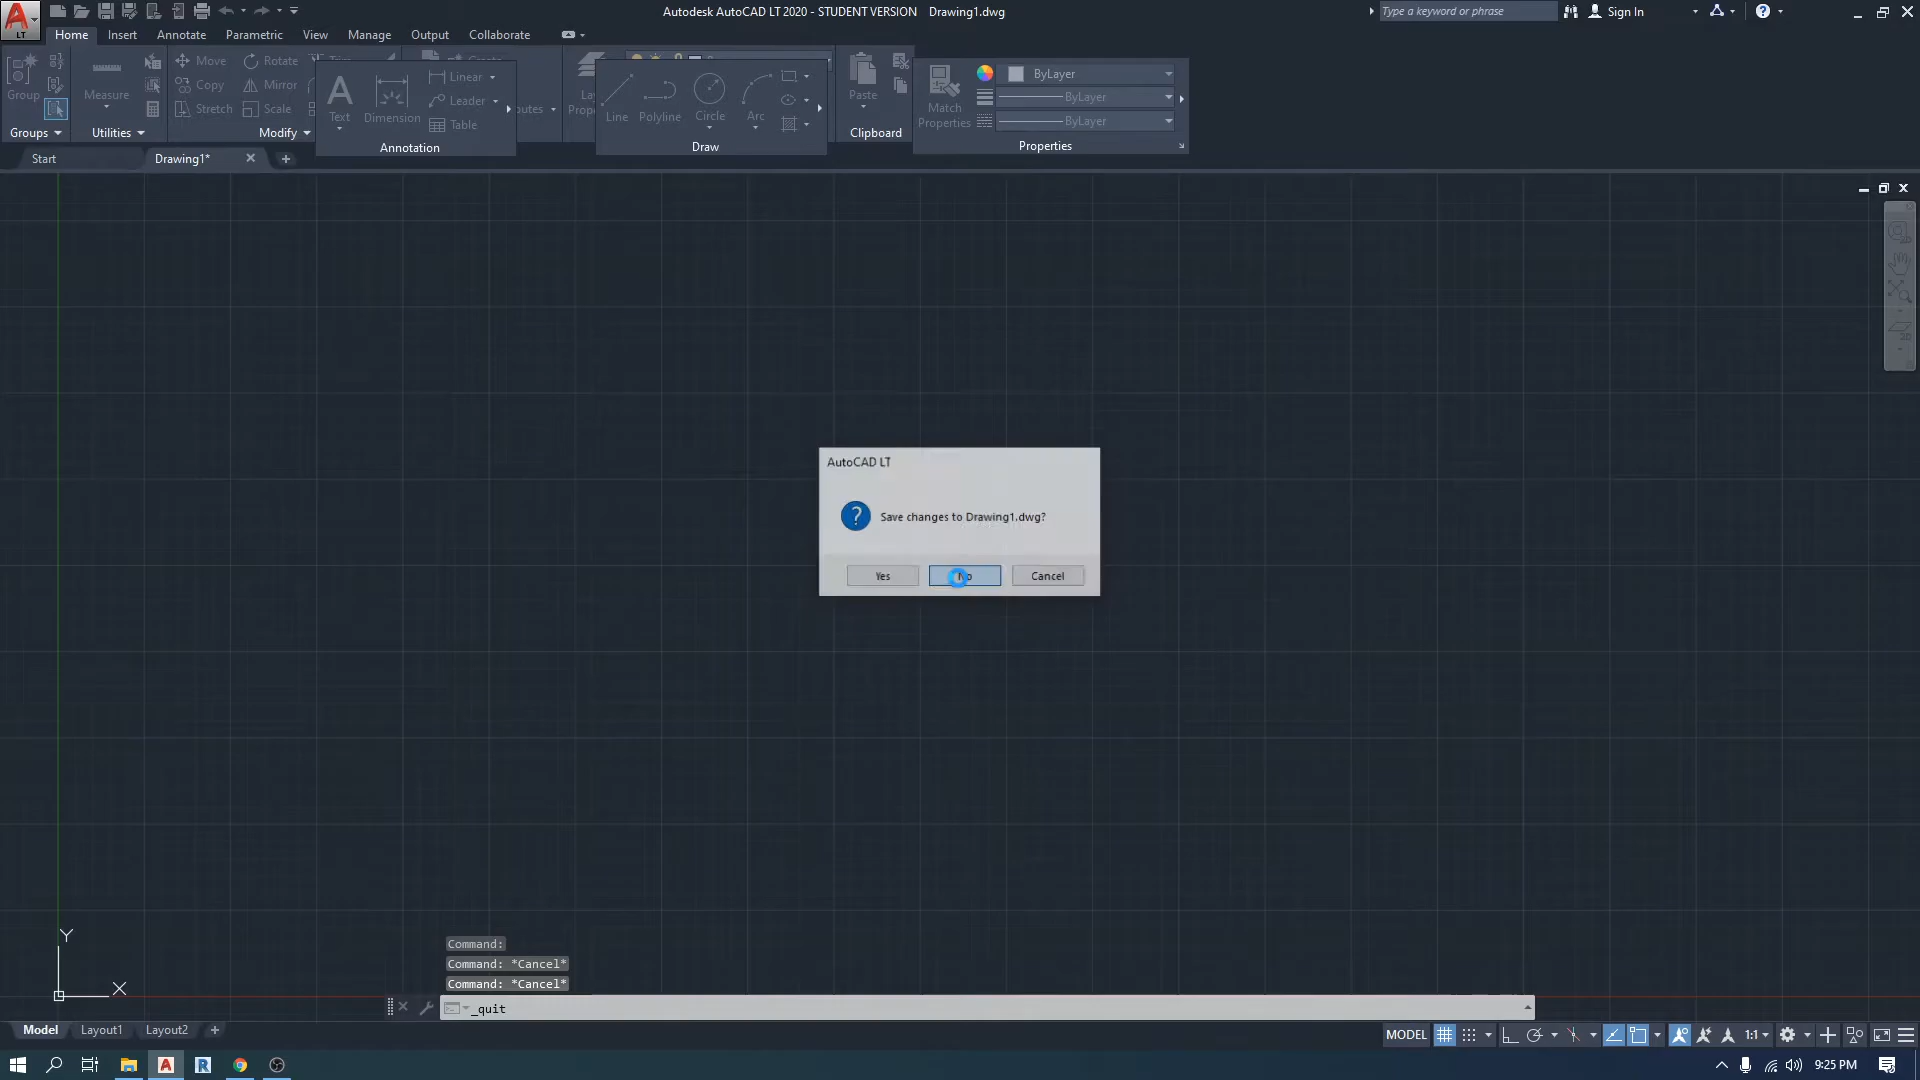 Autodesk AutoCAD LT 2020 - STUDENT VERSION Drawing1.dwg
Type a keyword or phrase
Sign In
LT
Home Insert Annotate Parametric View Manage Output Collaborate
Group
Measure
Move Rotate
Copy Mirror
Stretch Scale
Text
Dimension
Linear
Leader
Table
Line
Polyline
Circle
Arc
Paste
Match
Properties
ByLayer
ByLayer
ByLayer
Groups Utilities Modify Annotation Draw Clipboard Properties
Start Drawing1*
AutoCAD LT
Save changes to Drawing1.dwg?
Yes Cancel
Y
X
Command:
Command: *Cancel*
Command: *Cancel*
_quit
Model Layout1 Layout2
MODEL 1:1
9:25 PM